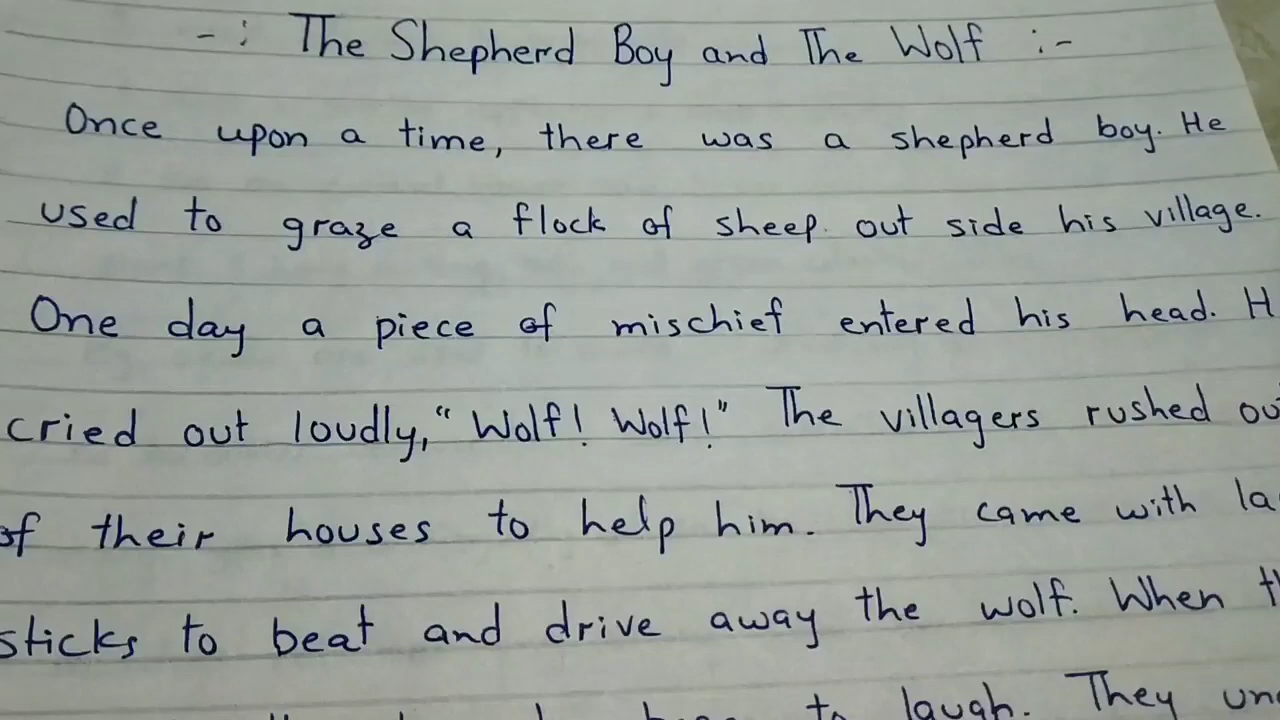 -: The Shepherd Boy and The Wolf :-
Once upon a time, there was a shepherd boy. He
used to graze a flock of sheep. out side his village.
One day a piece of mischief entered his head.
cried out loudly, "Wolf! Wolf!" The villagers rushed
of their houses to help him. They came with
sticks to beat and drive away the wolf. When
to laugh. They